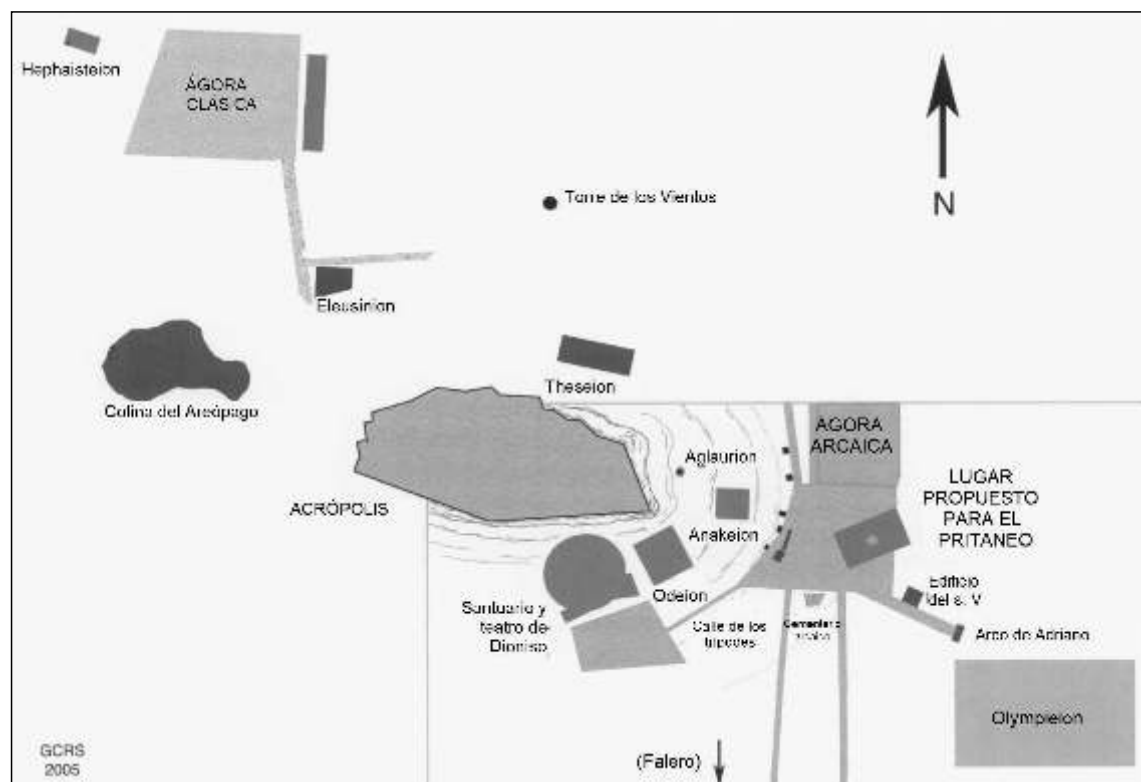 Hephaisteion
ÁGORA
CLÁSICA
N
Torre de los Vientos
Eleusinion
Theseion
Colina del Areópago
ÁGORA
ARCAICA
Aglaurion
LUGAR
PROPUESTO
PARA EL
PRITANEO
ACRÓPOLIS
Anakeion
Odeion
Edificio
del s. V
Santuario y
teatro de
Dioniso
Calle de los
trípodes
Cementerio
Arco de Adriano
Olympieion
GCRS
2005
(Falero)